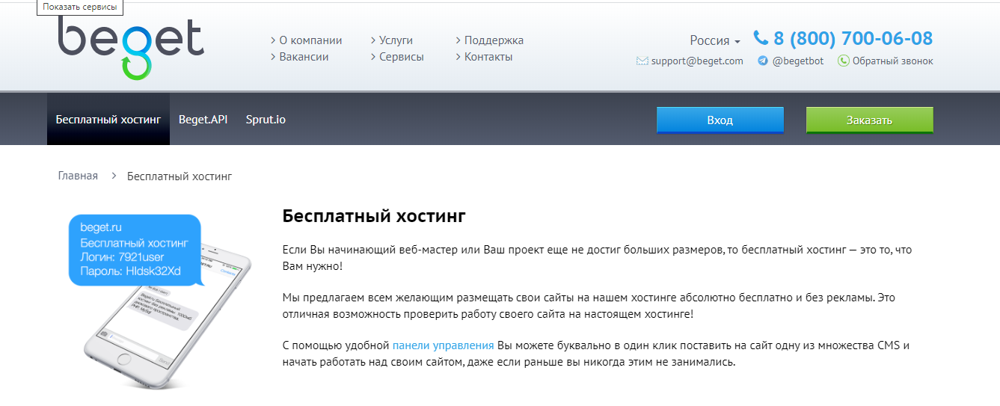 Показать сервисы
beget
О компании
Услуги
Поддержка
Вакансии
Сервисы
Контакты
Россия
8 (800) 700-06-08
support@beget.com
@begetbot
Обратный звонок
Бесплатный хостинг
Beget.API
Sprut.io
Вход
Заказать
Главная
Бесплатный хостинг
beget.ru
Бесплатный хостинг
Логин: 7921user
Пароль: HIdsk32Xd
Бесплатный хостинг
Если Вы начинающий веб-мастер или Ваш проект еще не достиг больших размеров, то бесплатный хостинг — это то, что
Вам нужно!
Мы предлагаем всем желающим размещать свои сайты на нашем хостинге абсолютно бесплатно и без рекламы. Это
отличная возможность проверить работу своего сайта на настоящем хостинге!
С помощью удобной панели управления Вы можете буквально в один клик поставить на сайт одну из множества CMS и
начать работать над своим сайтом, даже если раньше вы никогда этим не занимались.